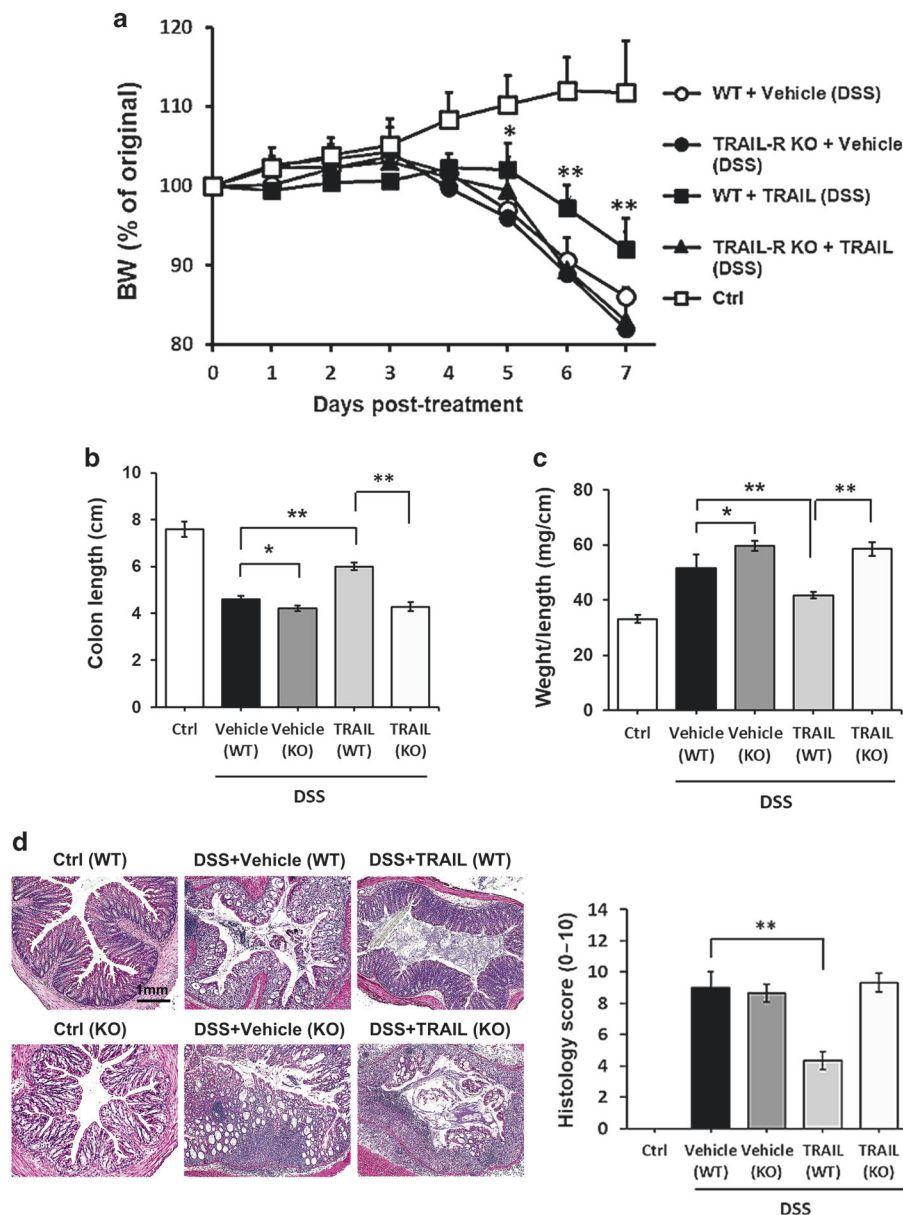 a
120
110
100
90
80
BW (% of original)
*
**
**
0 1 2 3 4 5 6 7
Days post-treatment
WT + Vehicle (DSS)
TRAIL-R KO + Vehicle
(DSS)
WT + TRAIL (DSS)
TRAIL-R KO + TRAIL
(DSS)
Ctrl
b
10
8
6
4
2
0
Colon length (cm)
**
**
*
Ctrl Vehicle (WT) Vehicle (KO) TRAIL (WT) TRAIL (KO)
DSS
c
80
60
40
20
0
Weght/length (mg/cm)
**
**
*
Ctrl Vehicle (WT) Vehicle (KO) TRAIL (WT) TRAIL (KO)
DSS
d
Ctrl (WT)
DSS+Vehicle (WT)
DSS+TRAIL (WT)
1mm
Ctrl (KO)
DSS+Vehicle (KO)
DSS+TRAIL (KO)
14
12
10
8
6
4
2
0
Histology score (0–10)
**
Ctrl Vehicle (WT) Vehicle (KO) TRAIL (WT) TRAIL (KO)
DSS